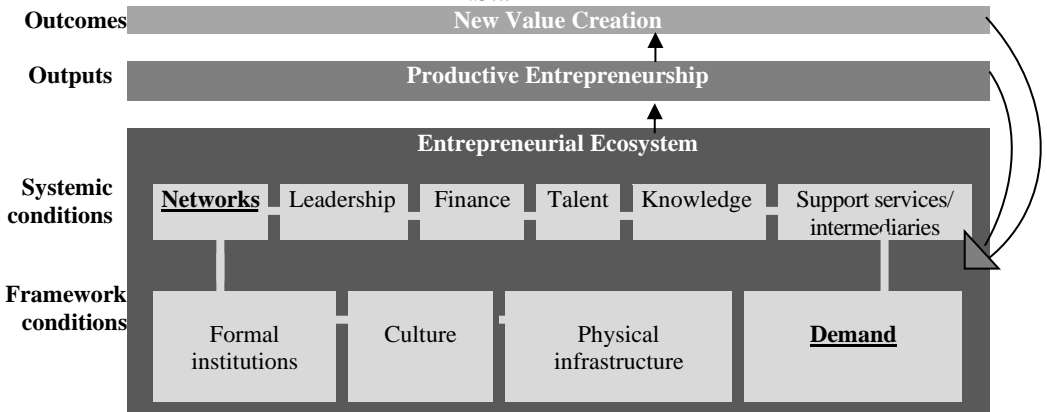 Outcomes
New Value Creation
Outputs
Productive Entrepreneurship
Entrepreneurial Ecosystem
Systemic
conditions
Networks
Leadership
Finance
Talent
Knowledge
Support services/
intermediaries
Framework
conditions
Formal
institutions
Culture
Physical
infrastructure
Demand